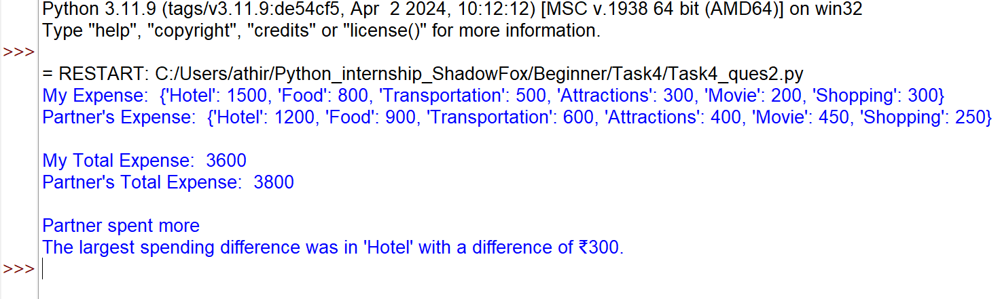 Python 3.11.9 (tags/v3.11.9:de54cf5, Apr  2 2024, 10:12:12) [MSC v.1938 64 bit (AMD64)] on win32
Type "help", "copyright", "credits" or "license()" for more information.
>>>
= RESTART: C:/Users/athir/Python_internship_ShadowFox/Beginner/Task4/Task4_ques2.py
My Expense:  {'Hotel': 1500, 'Food': 800, 'Transportation': 500, 'Attractions': 300, 'Movie': 200, 'Shopping': 300}
Partner's Expense:  {'Hotel': 1200, 'Food': 900, 'Transportation': 600, 'Attractions': 400, 'Movie': 450, 'Shopping': 250}
My Total Expense:  3600
Partner's Total Expense:  3800
Partner spent more
The largest spending difference was in 'Hotel' with a difference of ₹300.
>>>